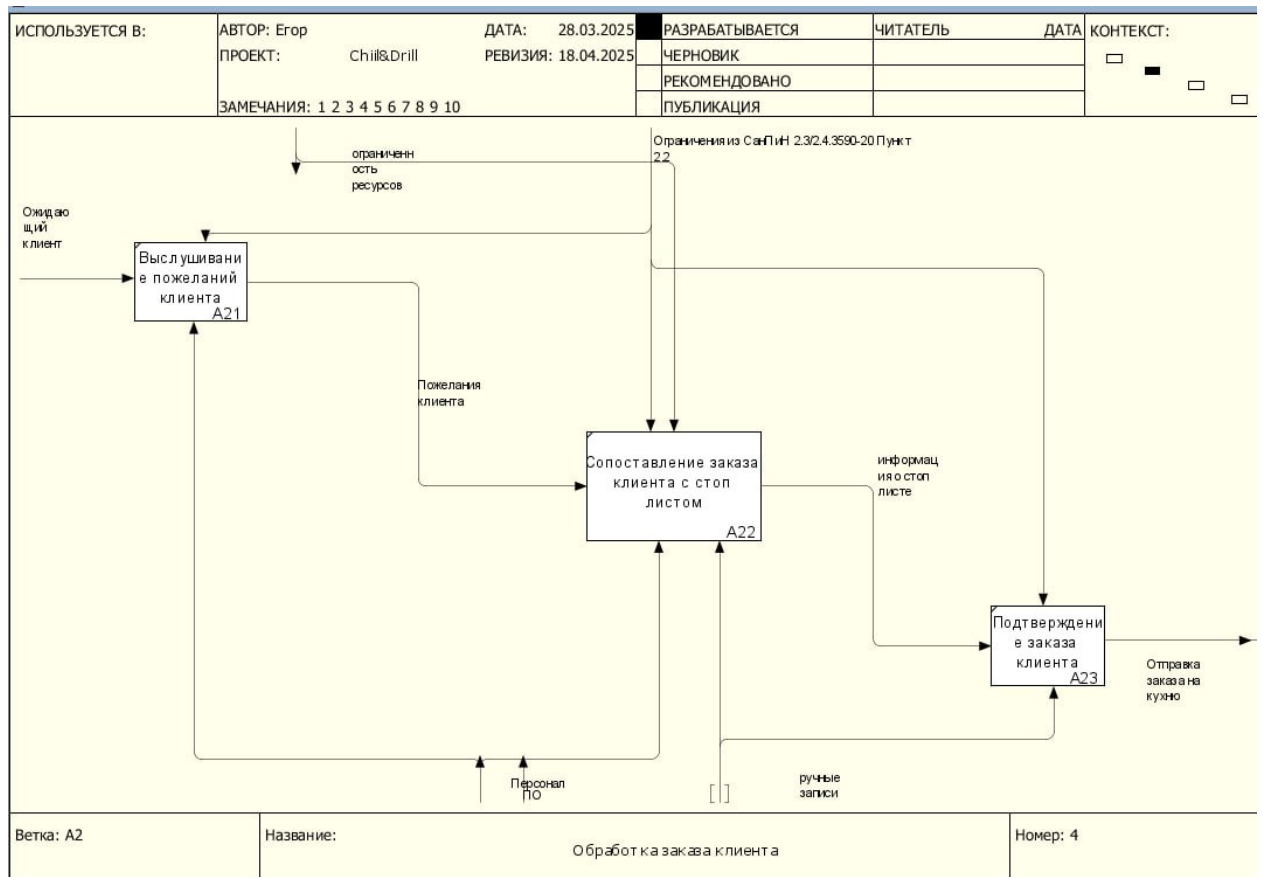 ИСПОЛЬЗУЕТСЯ В:
АВТОР: Егор
ДАТА: 28.03.2025
ПРОЕКТ: Chiil&Drill
РЕВИЗИЯ: 18.04.2025
ЗАМЕЧАНИЯ: 1 2 3 4 5 6 7 8 9 10
РАЗРАБАТЫВАЕТСЯ
ЧЕРНОВИК
РЕКОМЕНДОВАНО
ПУБЛИКАЦИЯ
ЧИТАТЕЛЬ
ДАТА
КОНТЕКСТ:
ограниченн
ость
ресурсов
Ограничения из СанПиН 2.3/2.4.3590-20 Пункт
2.2
Ожидаю
щий
клиент
Выслушивани
е пожеланий
клиента
A21
Пожелания
клиента
Сопоставление заказа
клиента с стоп
листом
A22
информац
ия о стоп
листе
Подтверждени
е заказа
клиента
A23
Отправка
заказа на
кухню
Персонал
ПО
ручные
записи
Ветка: A2
Название:
Обработка заказа клиента
Номер: 4